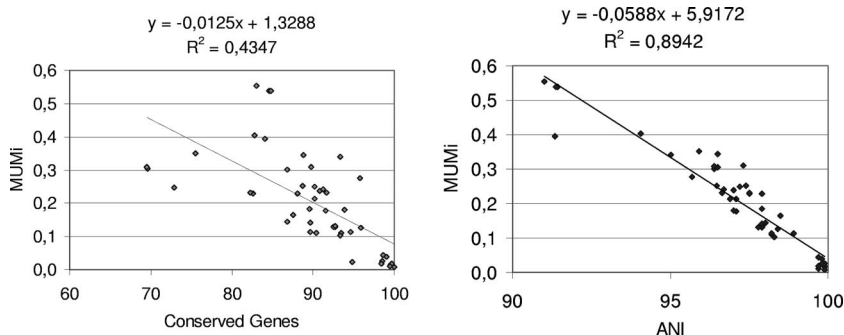 y = -0,0125x + 1,3288
R² = 0,4347
0,6
0,5
0,4
0,3
0,2
0,1
0,0
MUMi
60 70 80 90 100
Conserved Genes
y = -0,0588x + 5,9172
R² = 0,8942
0,6
0,5
0,4
0,3
0,2
0,1
0,0
MUMi
90 95 100
ANI